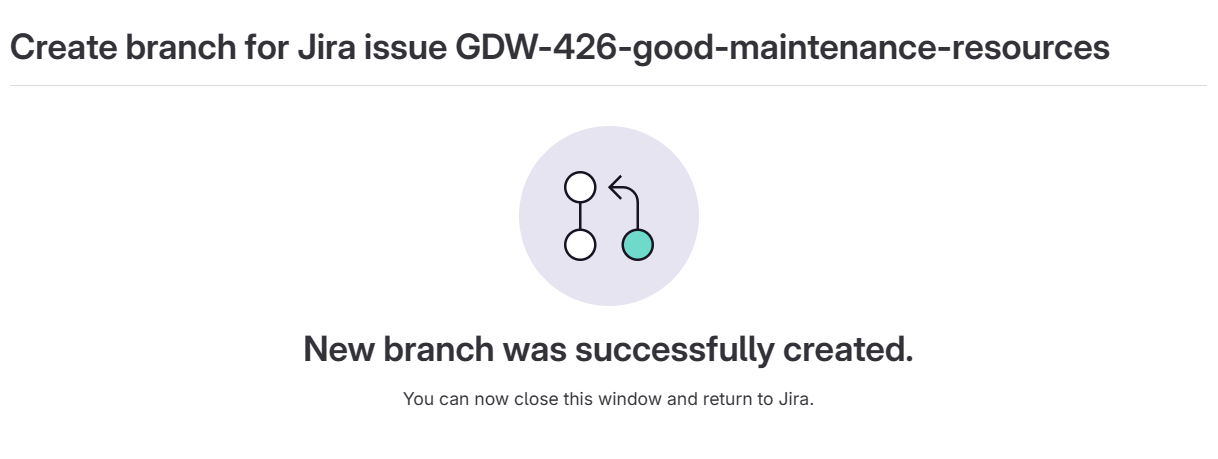 Create branch for Jira issue GDW-426-good-maintenance-resources
New branch was successfully created.
You can now close this window and return to Jira.